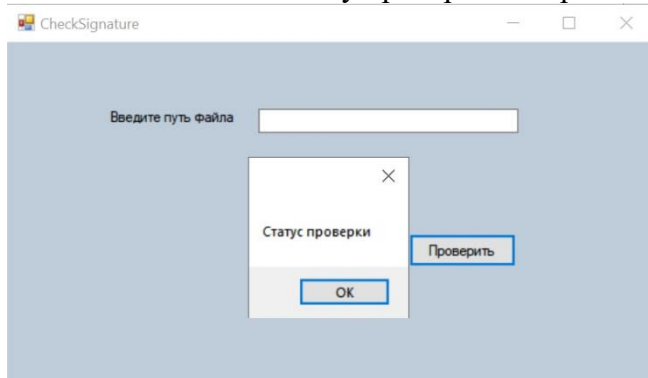 CheckSignature
Введите путь файла
Статус проверки
Проверить
OK